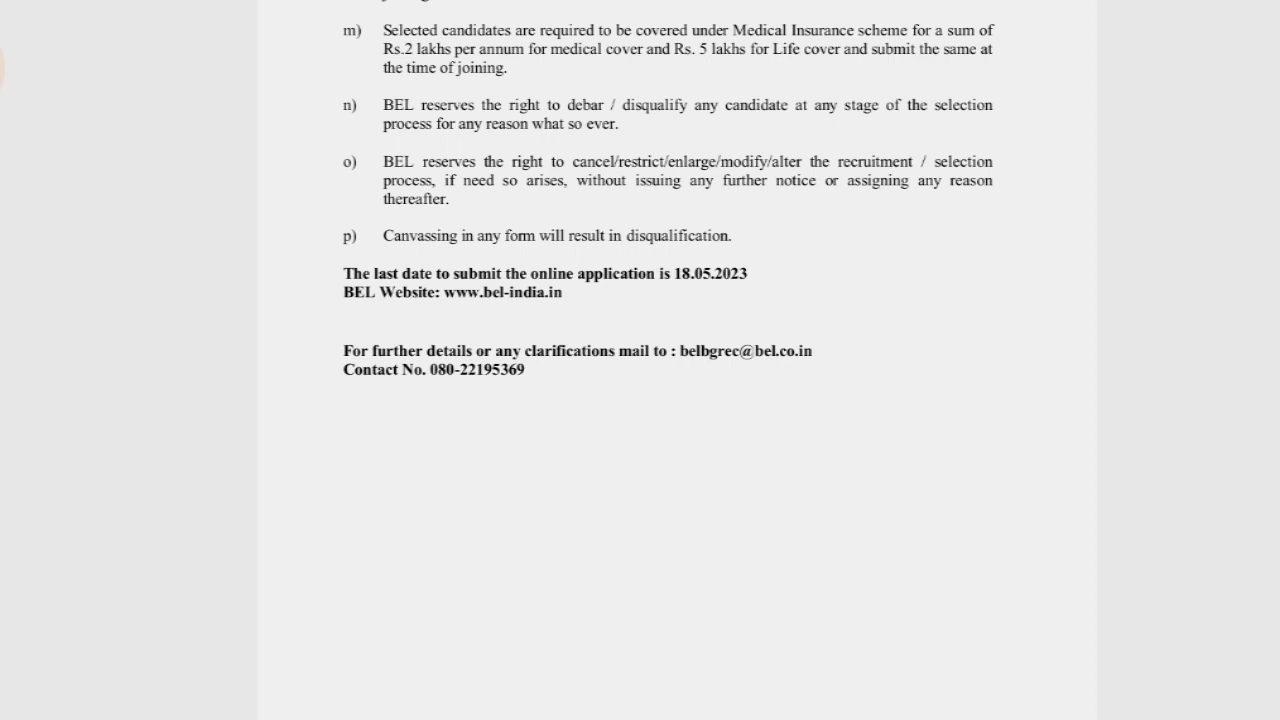 m) Selected candidates are required to be covered under Medical Insurance scheme for a sum of
Rs.2 lakhs per annum for medical cover and Rs. 5 lakhs for Life cover and submit the same at
the time of joining.
n) BEL reserves the right to debar / disqualify any candidate at any stage of the selection
process for any reason what so ever.
o) BEL reserves the right to cancel/restrict/enlarge/modify/alter the recruitment / selection
process, if need so arises, without issuing any further notice or assigning any reason
thereafter.
p) Canvassing in any form will result in disqualification.
The last date to submit the online application is 18.05.2023
BEL Website: www.bel-india.in
For further details or any clarifications mail to : belbgrec@bel.co.in
Contact No. 080-22195369